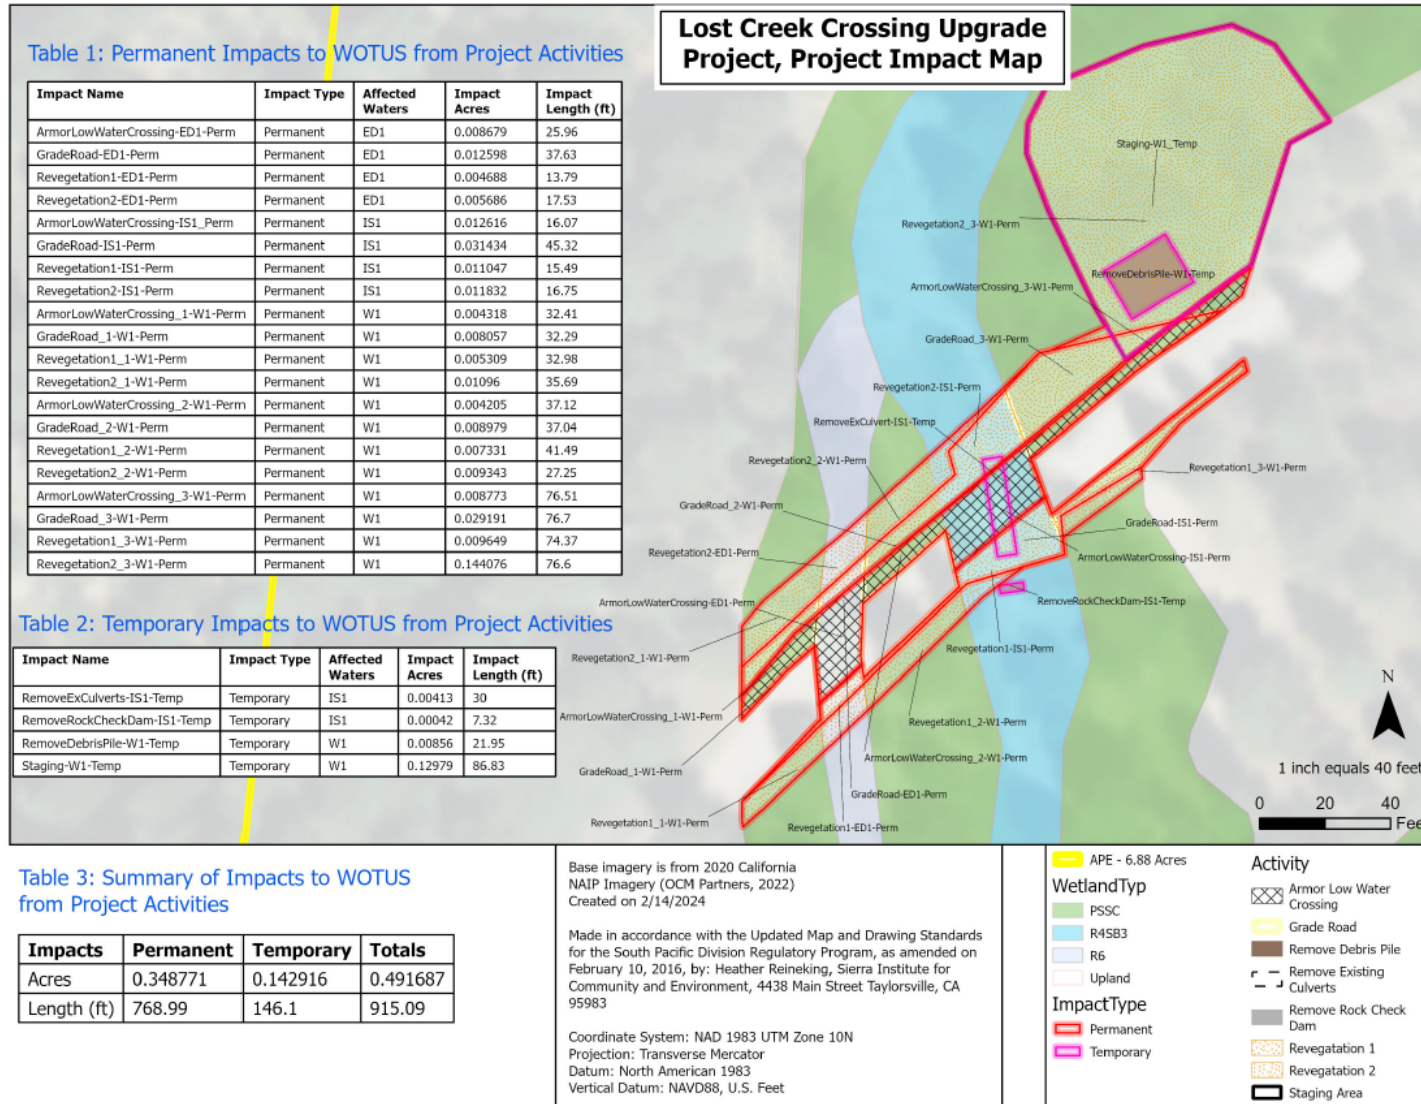 Lost Creek Crossing Upgrade
Project, Project Impact Map
Table 1: Permanent Impacts to WOTUS from Project Activities
Impact Name Impact Type Affected Waters Impact Acres Impact Length (ft)
ArmorLowWaterCrossing-ED1-Perm Permanent ED1 0.008679 25.96
GradeRoad-ED1-Perm Permanent ED1 0.012598 37.63
Revegetation1-ED1-Perm Permanent ED1 0.004688 13.79
Revegetation2-ED1-Perm Permanent ED1 0.005686 17.53
ArmorLowWaterCrossing-IS1_Perm Permanent IS1 0.012616 16.07
GradeRoad-IS1-Perm Permanent IS1 0.031434 45.32
Revegetation1-IS1-Perm Permanent IS1 0.011047 15.49
Revegetation2-IS1-Perm Permanent IS1 0.011832 16.75
ArmorLowWaterCrossing_1-W1-Perm Permanent W1 0.004318 32.41
GradeRoad_1-W1-Perm Permanent W1 0.008057 32.29
Revegetation1_1-W1-Perm Permanent W1 0.005309 32.98
Revegetation2_1-W1-Perm Permanent W1 0.01096 35.69
ArmorLowWaterCrossing_2-W1-Perm Permanent W1 0.004205 37.12
GradeRoad_2-W1-Perm Permanent W1 0.008979 37.04
Revegetation1_2-W1-Perm Permanent W1 0.007331 41.49
Revegetation2_2-W1-Perm Permanent W1 0.009343 27.25
ArmorLowWaterCrossing_3-W1-Perm Permanent W1 0.008773 76.51
GradeRoad_3-W1-Perm Permanent W1 0.029191 76.7
Revegetation1_3-W1-Perm Permanent W1 0.009649 74.37
Revegetation2_3-W1-Perm Permanent W1 0.144076 76.6
Table 2: Temporary Impacts to WOTUS from Project Activities
Impact Name Impact Type Affected Waters Impact Acres Impact Length (ft)
RemoveExCulverts-IS1-Temp Temporary IS1 0.00413 30
RemoveRockCheckDam-IS1-Temp Temporary IS1 0.00042 7.32
RemoveDebrisPile-W1-Temp Temporary W1 0.00856 21.95
Staging-W1-Temp Temporary W1 0.12979 86.83
Staging-W1_Temp
Revegetation2_3-W1-Perm
RemoveDebrisPile-W1-Temp
ArmorLowWaterCrossing_3-W1-Perm
GradeRoad_3-W1-Perm
Revegetation2-IS1-Perm
RemoveExCulvert-IS1-Temp
Revegetation2_2-W1-Perm
Revegetation1_3-W1-Perm
GradeRoad_2-W1-Perm
GradeRoad-IS1-Perm
Revegetation2-ED1-Perm
ArmorLowWaterCrossing-IS1-Perm
ArmorLowWaterCrossing-ED1-Perm
RemoveRockCheckDam-IS1-Temp
Revegetation2_1-W1-Perm
Revegetation1-IS1-Perm
ArmorLowWaterCrossing_1-W1-Perm
Revegetation1_2-W1-Perm
ArmorLowWaterCrossing_2-W1-Perm
GradeRoad_1-W1-Perm
GradeRoad-ED1-Perm
Revegetation1_1-W1-Perm
Revegetation1-ED1-Perm
N
1 inch equals 40 feet
0 20 40
Fee
Table 3: Summary of Impacts to WOTUS
from Project Activities
Impacts Permanent Temporary Totals
Acres 0.348771 0.142916 0.491687
Length (ft) 768.99 146.1 915.09
Base imagery is from 2020 California
NAIP Imagery (OCM Partners, 2022)
Created on 2/14/2024
Made in accordance with the Updated Map and Drawing Standards
for the South Pacific Division Regulatory Program, as amended on
February 10, 2016, by: Heather Reineking, Sierra Institute for
Community and Environment, 4438 Main Street Taylorsville, CA
95983
Coordinate System: NAD 1983 UTM Zone 10N
Projection: Transverse Mercator
Datum: North American 1983
Vertical Datum: NAVD88, U.S. Feet
APE - 6.88 Acres
WetlandTyp
PSSC
R4SB3
R6
Upland
ImpactType
Permanent
Temporary
Activity
Armor Low Water
Crossing
Grade Road
Remove Debris Pile
Remove Existing
Culverts
Remove Rock Check
Dam
Revegatation 1
Revegatation 2
Staging Area